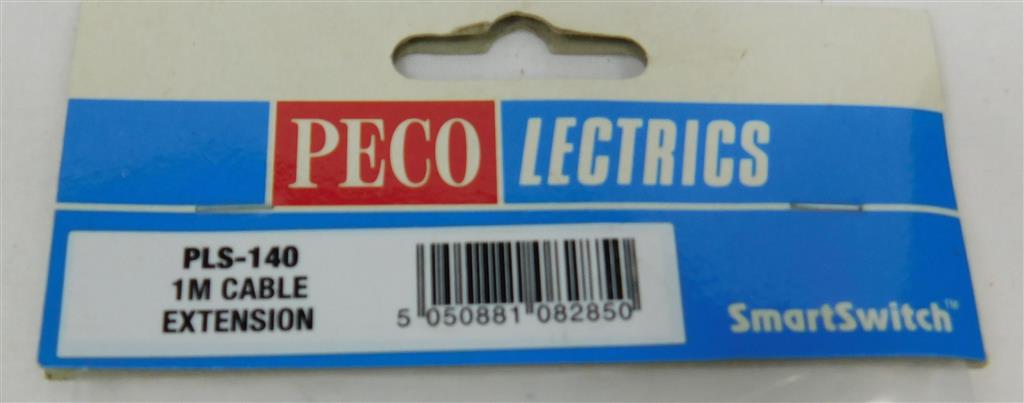 PECO LECTRICS
PLS-140
1M CABLE
EXTENSION
5 050881 082850
SmartSwitch™